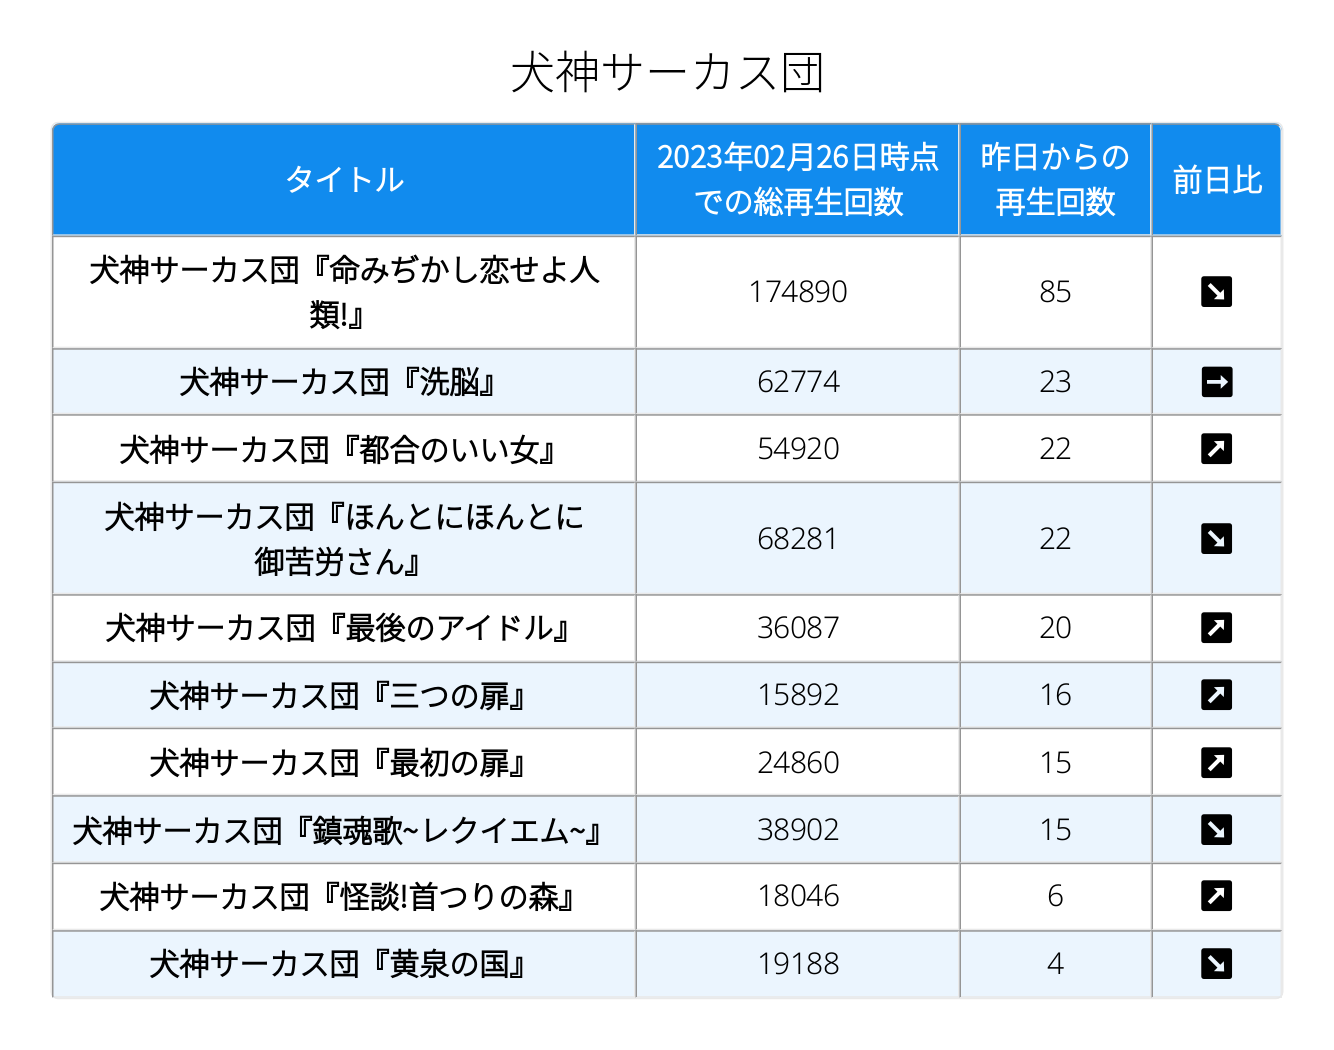 犬神サーカス団
タイトル
2023年02月26日時点
での総再生回数
昨日からの
再生回数
前日比
犬神サーカス団『命みぢかし恋せよ人
類!』
174890
85
↘
犬神サーカス団『洗脳』
62774
23
→
犬神サーカス団『都合のいい女』
54920
22
↗
犬神サーカス団『ほんとにほんとに
御苦労さん』
68281
22
↘
犬神サーカス団『最後のアイドル』
36087
20
↗
犬神サーカス団『三つの扉』
15892
16
↗
犬神サーカス団『最初の扉』
24860
15
↗
犬神サーカス団『鎮魂歌~レクイエム~』
38902
15
↘
犬神サーカス団『怪談!首つりの森』
18046
6
↗
犬神サーカス団『黄泉の国』
19188
4
↘